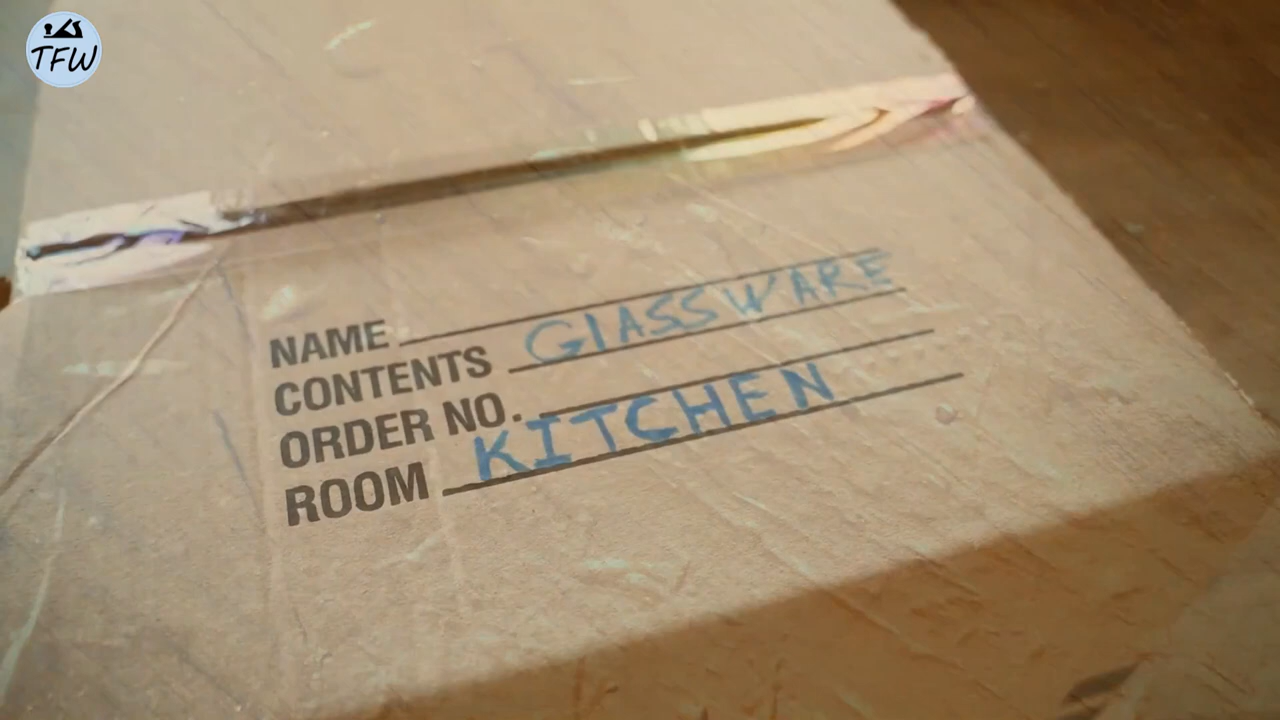 TFW
NAME
CONTENTS GLASSWARE
ORDER NO.
ROOM KITCHEN